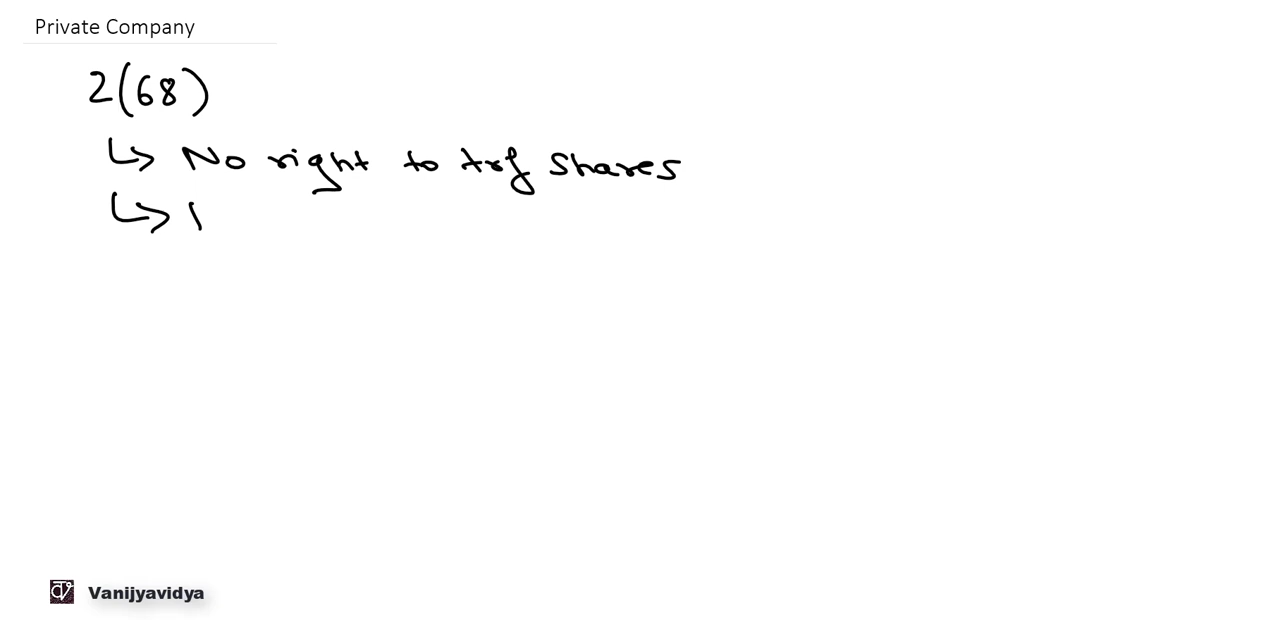 Private Company
2(68)
↳ No right to trf shares
↳
Vanijyavidya